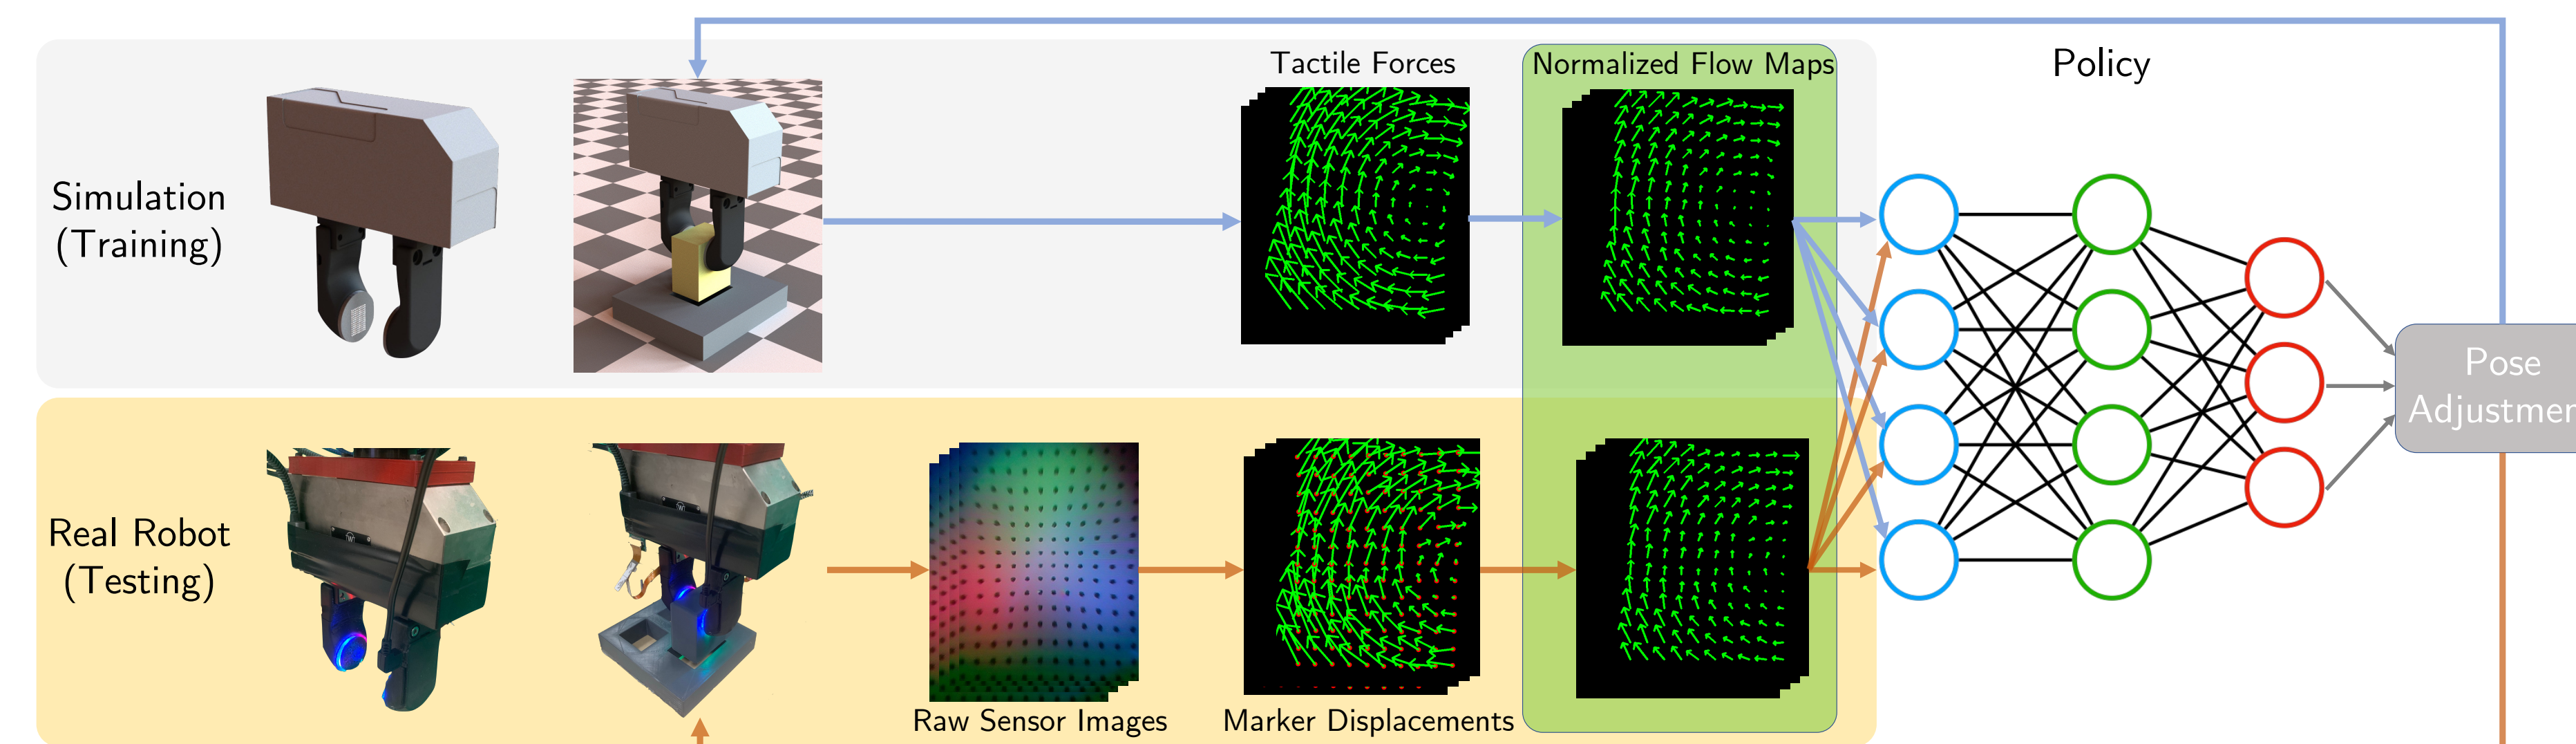 Tactile Forces
Normalized Flow Maps
Policy
Simulation
(Training)
Pose
Adjustmen
Real Robot
(Testing)
Raw Sensor Images
Marker Displacements